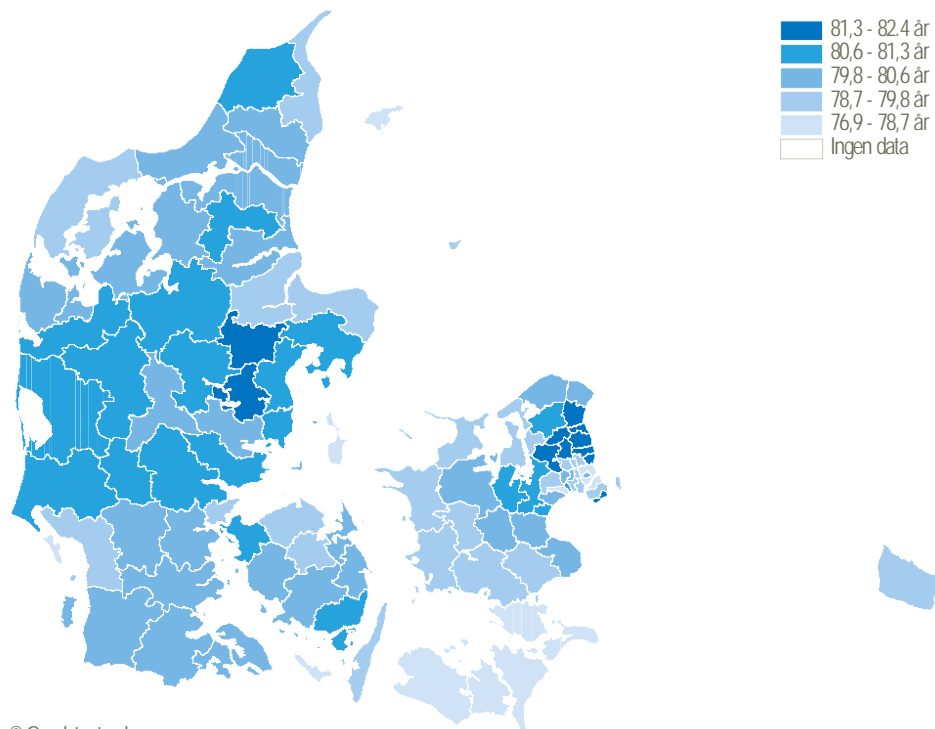 81,3 - 82.4 år
80,6 - 81,3 år
79,8 - 80,6 år
78,7 - 79,8 år
76,9 - 78,7 år
Ingen data
©